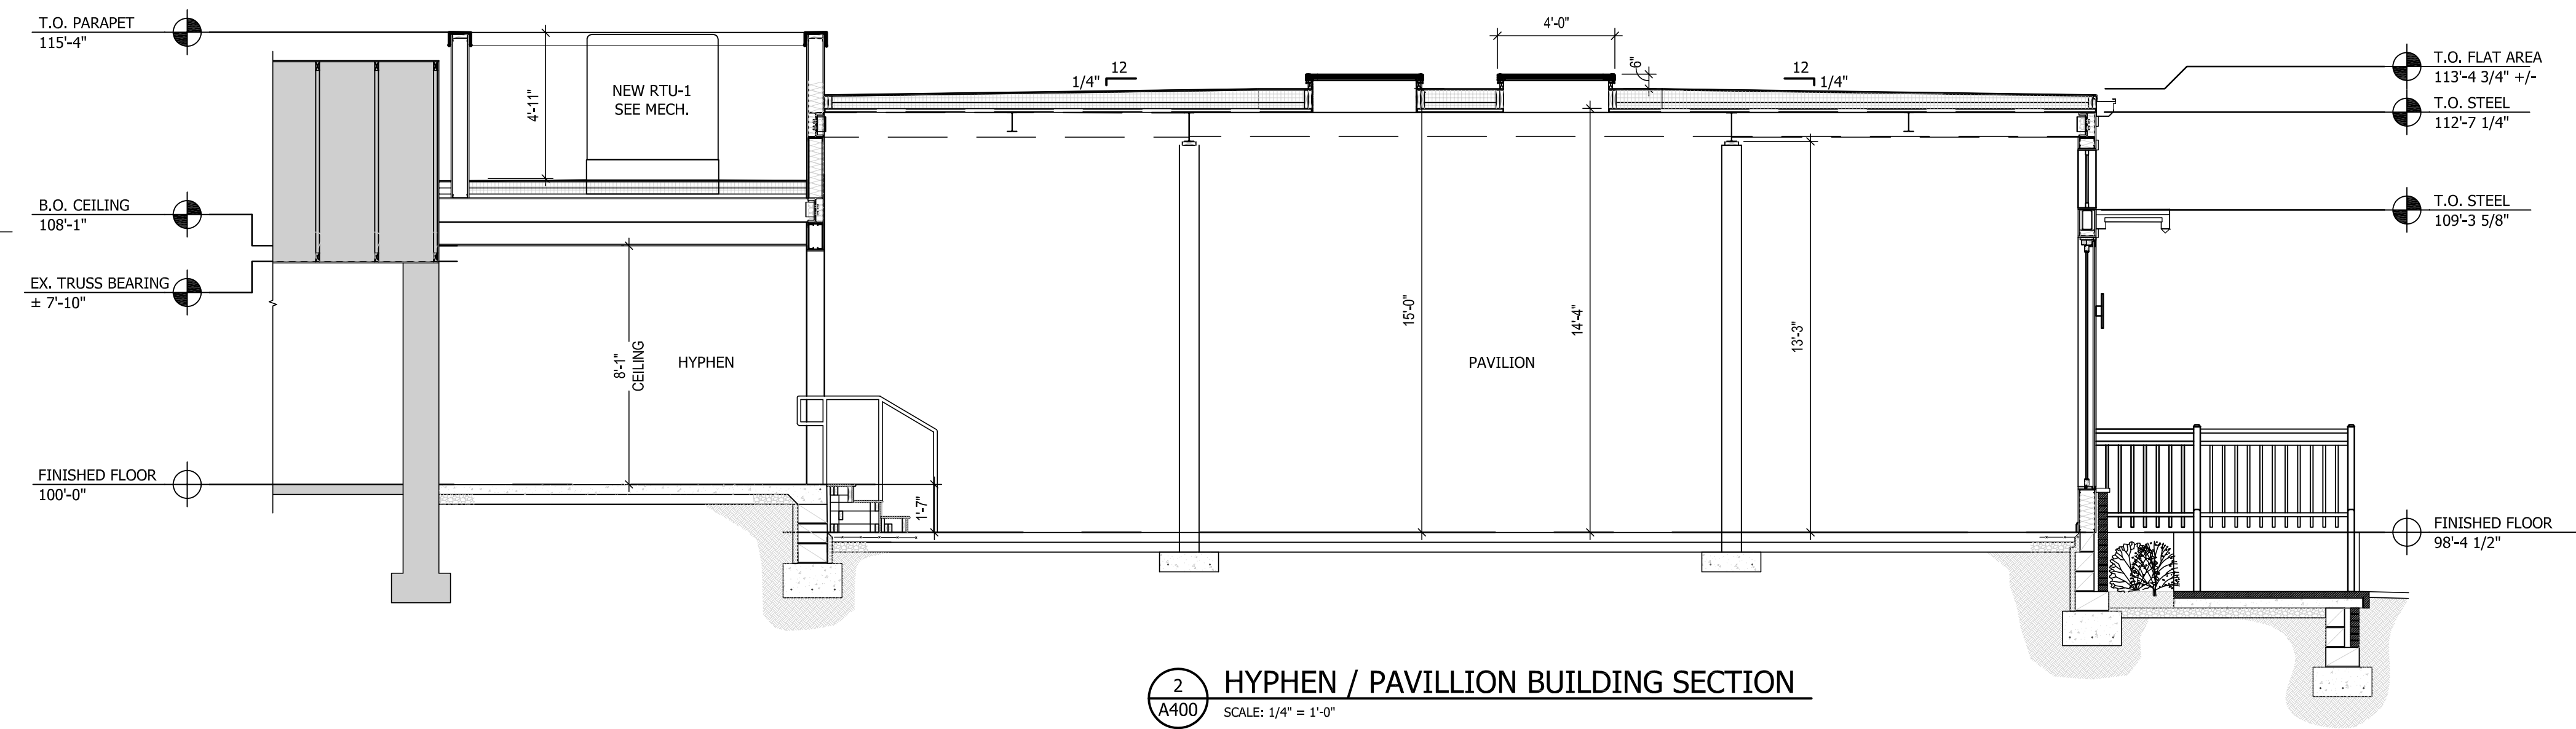 T.O. PARAPET
115'-4"
B.O. CEILING
108'-1"
EX. TRUSS BEARING
± 7'-10"
FINISHED FLOOR
100'-0"
4'-11"
NEW RTU-1
SEE MECH.
8'-1"
CEILING
HYPHEN
1'-7"
12
1/4"
4'-0"
6"
12
1/4"
15'-0"
14'-4"
13'-3"
PAVILION
T.O. FLAT AREA
113'-4 3/4" +/-
T.O. STEEL
112'-7 1/4"
T.O. STEEL
109'-3 5/8"
FINISHED FLOOR
98'-4 1/2"
2
A400
HYPHEN / PAVILLION BUILDING SECTION
SCALE: 1/4" = 1'-0"